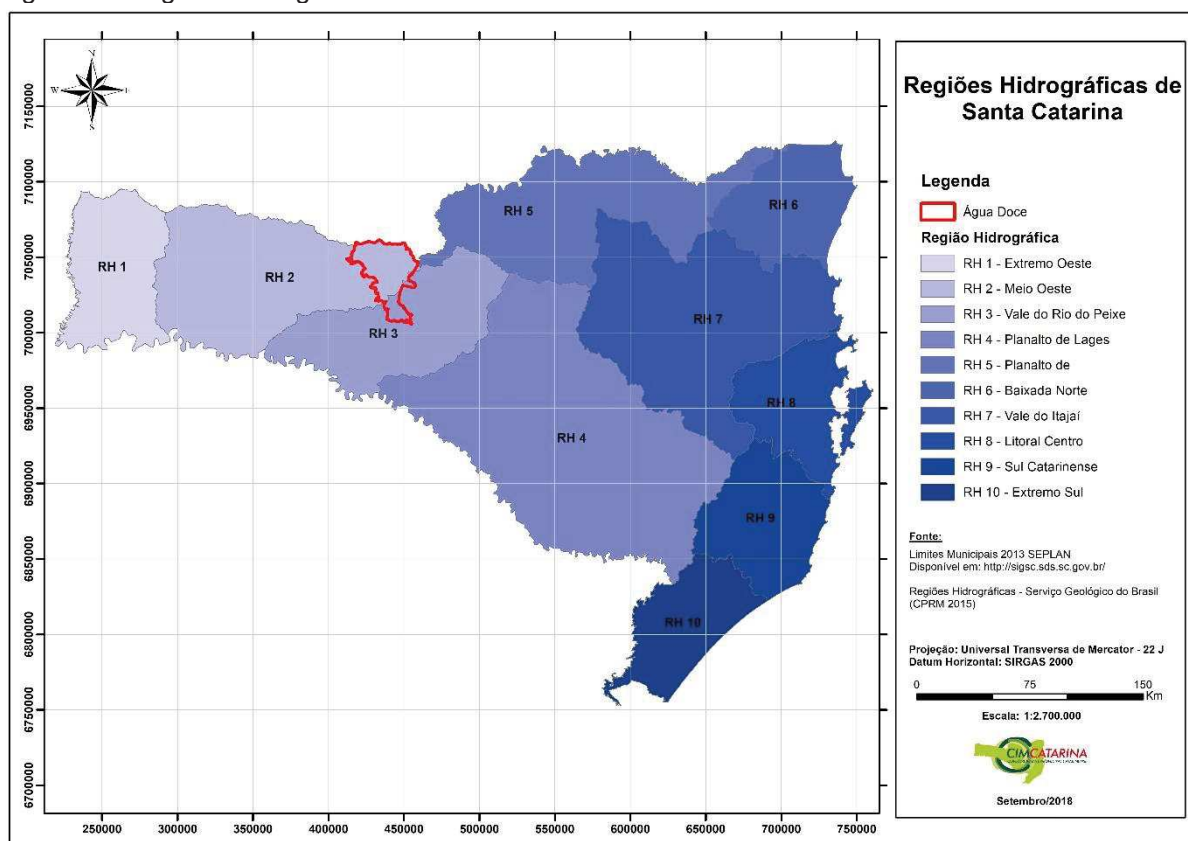 N
W
E
S
7150000
7100000
7050000
7000000
6950000
6900000
6850000
6800000
6750000
6700000
250000
300000
350000
400000
450000
500000
550000
600000
650000
700000
750000
RH 1
RH 2
RH 3
RH 4
RH 5
RH 6
RH 7
RH 8
RH 9
RH 10
Regiões Hidrográficas de
Santa Catarina
Legenda
Água Doce
Região Hidrográfica
RH 1 - Extremo Oeste
RH 2 - Meio Oeste
RH 3 - Vale do Rio do Peixe
RH 4 - Planalto de Lages
RH 5 - Planalto de
RH 6 - Baixada Norte
RH 7 - Vale do Itajaí
RH 8 - Litoral Centro
RH 9 - Sul Catarinense
RH 10 - Extremo Sul
Fonte:
Limites Municipais 2013 SEPLAN
Disponível em: http://sigsc.sds.sc.gov.br/
Regiões Hidrográficas - Serviço Geológico do Brasil
(CPRM 2015)
Projeção: Universal Transversa de Mercator - 22 J
Datum Horizontal: SIRGAS 2000
0 75 150
Km
Escala: 1:2.700.000
CIMCATARINA
Setembro/2018